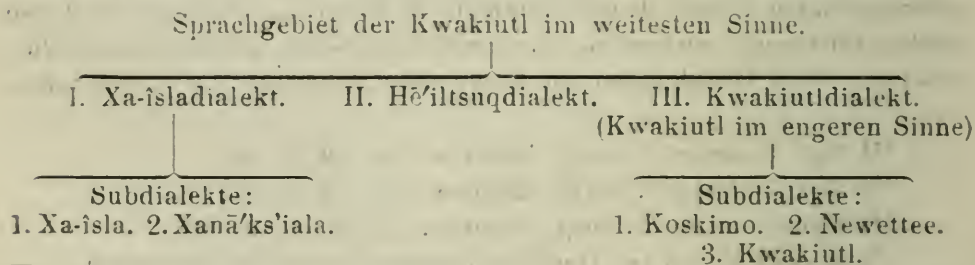 Sprachgebiet der Kwakiutl im weitesten Sinne.
I. Xa-îsladialekt. II. Hē′iltsuqdialekt. III. Kwakiutldialekt.
(Kwakiutl im engeren Sinne)
Subdialekte: Subdialekte:
1. Xa-îsla. 2. Xanā′ks'iala. 1. Koskimo. 2. Newettee.
3. Kwakiutl.